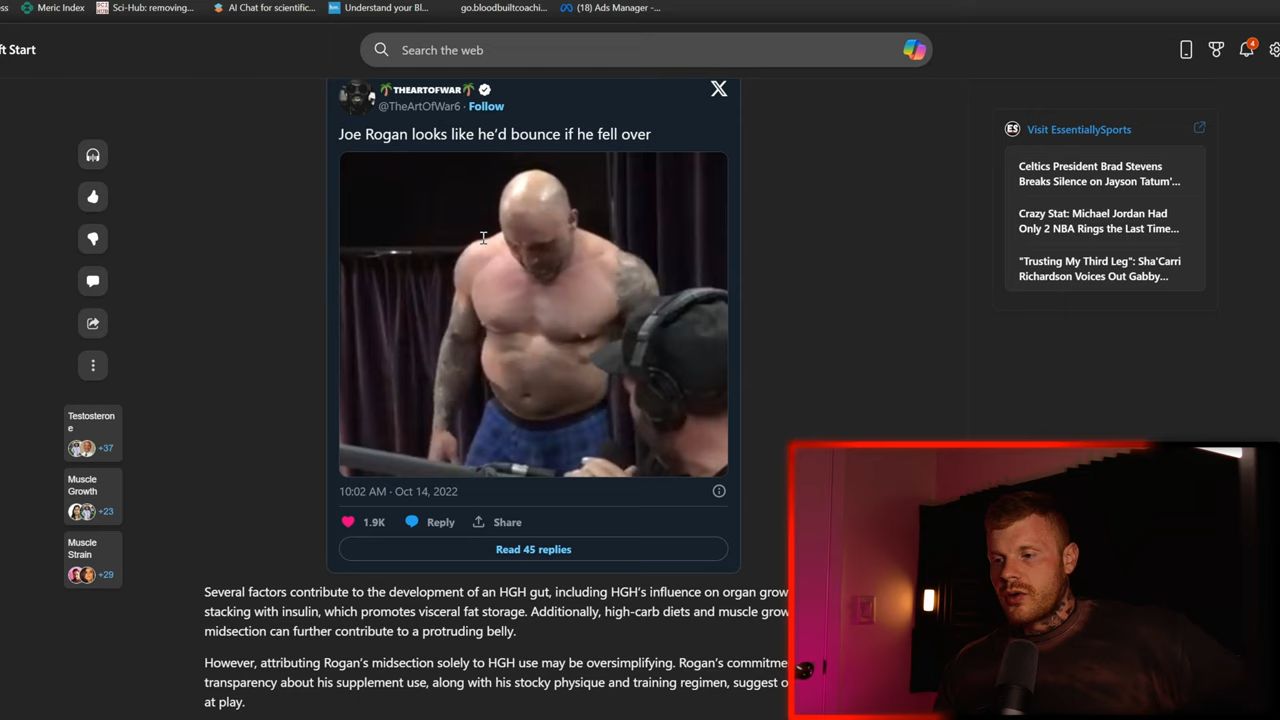 ss
Meric Index
Sci-Hub: removing...
AI Chat for scientific...
Understand your Bl...
go.bloodbuiltcoachi...
(18) Ads Manager -...
ft Start
Search the web
4
🌴THEARTOFWAR🌴
@TheArtOfWar6 · Follow
Joe Rogan looks like he'd bounce if he fell over
10:02 AM · Oct 14, 2022
1.9K Reply Share
Read 45 replies
Testosteron
e
+37
Muscle
Growth
+23
Muscle
Strain
+29
ES Visit EssentiallySports
Celtics President Brad Stevens
Breaks Silence on Jayson Tatum'...
Crazy Stat: Michael Jordan Had
Only 2 NBA Rings the Last Time...
"Trusting My Third Leg": Sha'Carri
Richardson Voices Out Gabby...
Several factors contribute to the development of an HGH gut, including HGH's influence on organ grow
stacking with insulin, which promotes visceral fat storage. Additionally, high-carb diets and muscle grow
midsection can further contribute to a protruding belly.
However, attributing Rogan's midsection solely to HGH use may be oversimplifying. Rogan's commitme
transparency about his supplement use, along with his stocky physique and training regimen, suggest o
at play.